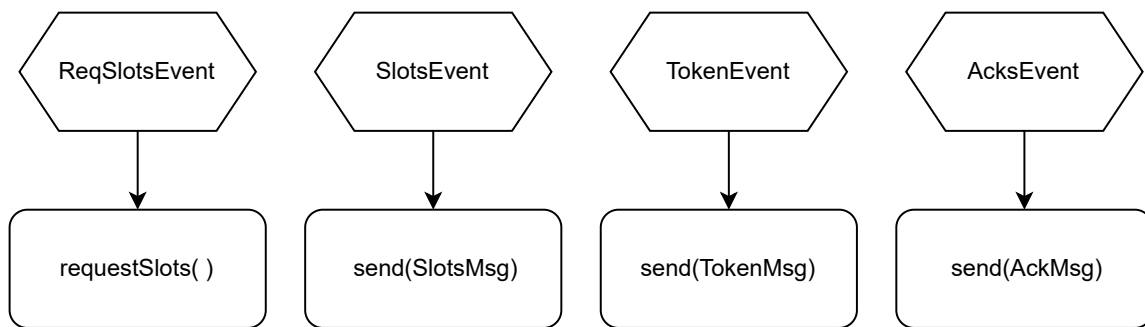 ReqSlotsEvent
SlotsEvent
TokenEvent
AcksEvent
requestSlots( )
send(SlotsMsg)
send(TokenMsg)
send(AckMsg)